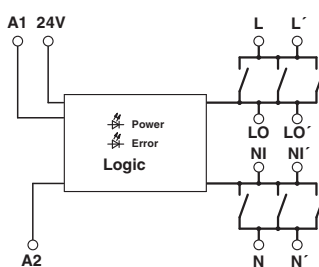 A1 24V L L´
LO LO´
Power
Error
Logic
NI NI´
A2 N N´